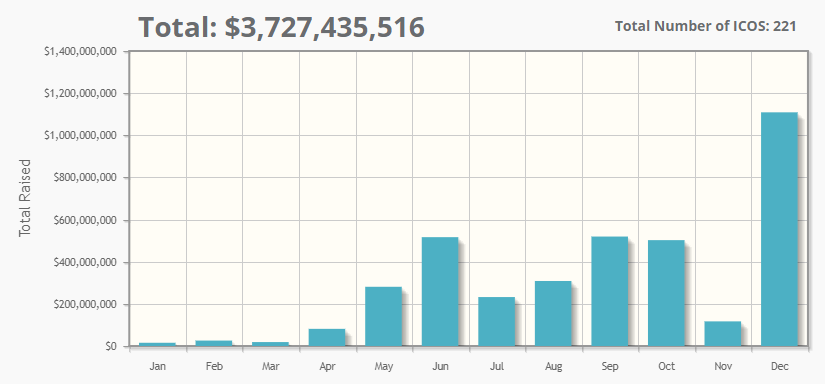 Total: $3,727,435,516
Total Number of ICOS: 221
Total Raised
$1,400,000,000
$1,200,000,000
$1,000,000,000
$800,000,000
$600,000,000
$400,000,000
$200,000,000
$0
Jan Feb Mar Apr May Jun Jul Aug Sep Oct Nov Dec